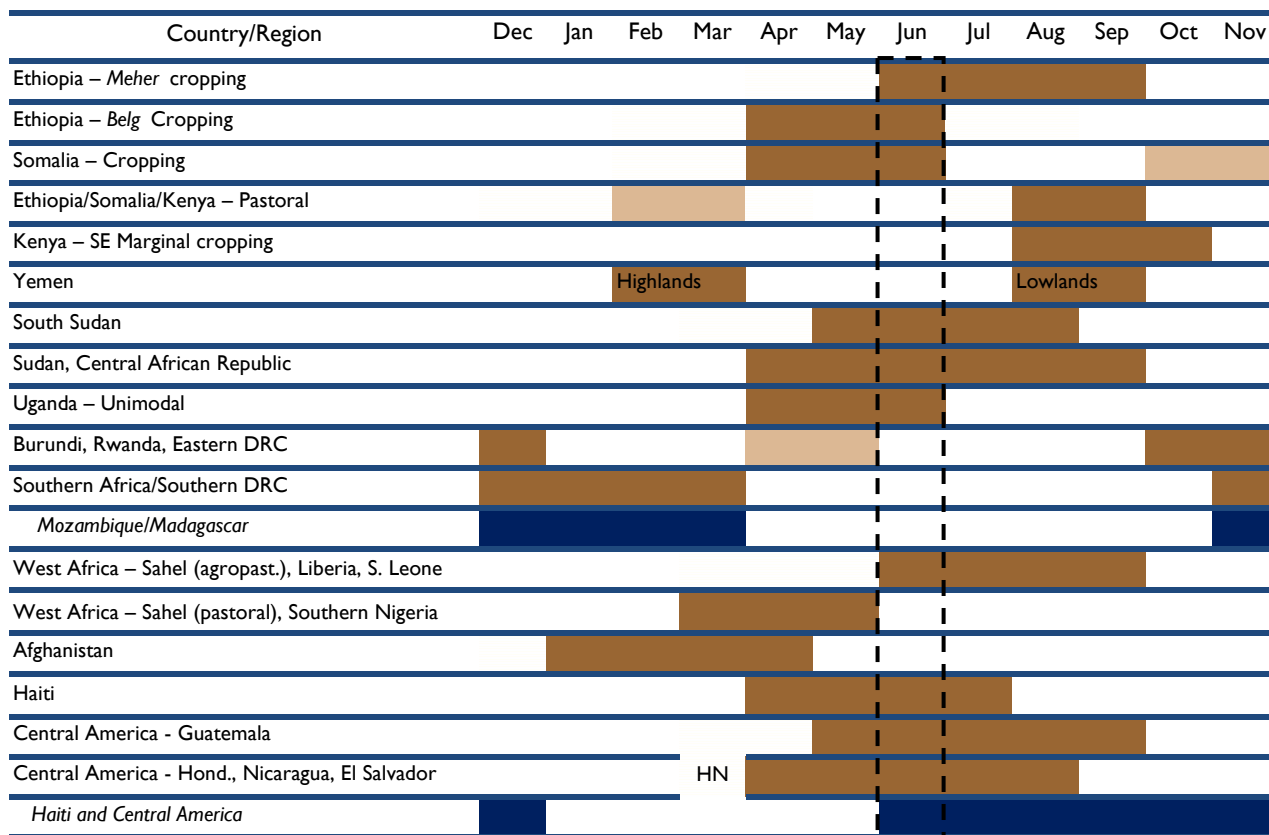 Country/Region Dec Jan Feb Mar Apr May Jun Jul Aug Sep Oct Nov
Ethiopia – Meher cropping
Ethiopia – Belg Cropping
Somalia – Cropping
Ethiopia/Somalia/Kenya – Pastoral
Kenya – SE Marginal cropping
Yemen Highlands Lowlands
South Sudan
Sudan, Central African Republic
Uganda – Unimodal
Burundi, Rwanda, Eastern DRC
Southern Africa/Southern DRC
Mozambique/Madagascar
West Africa – Sahel (agropast.), Liberia, S. Leone
West Africa – Sahel (pastoral), Southern Nigeria
Afghanistan
Haiti
Central America - Guatemala
Central America - Hond., Nicaragua, El Salvador HN
Haiti and Central America